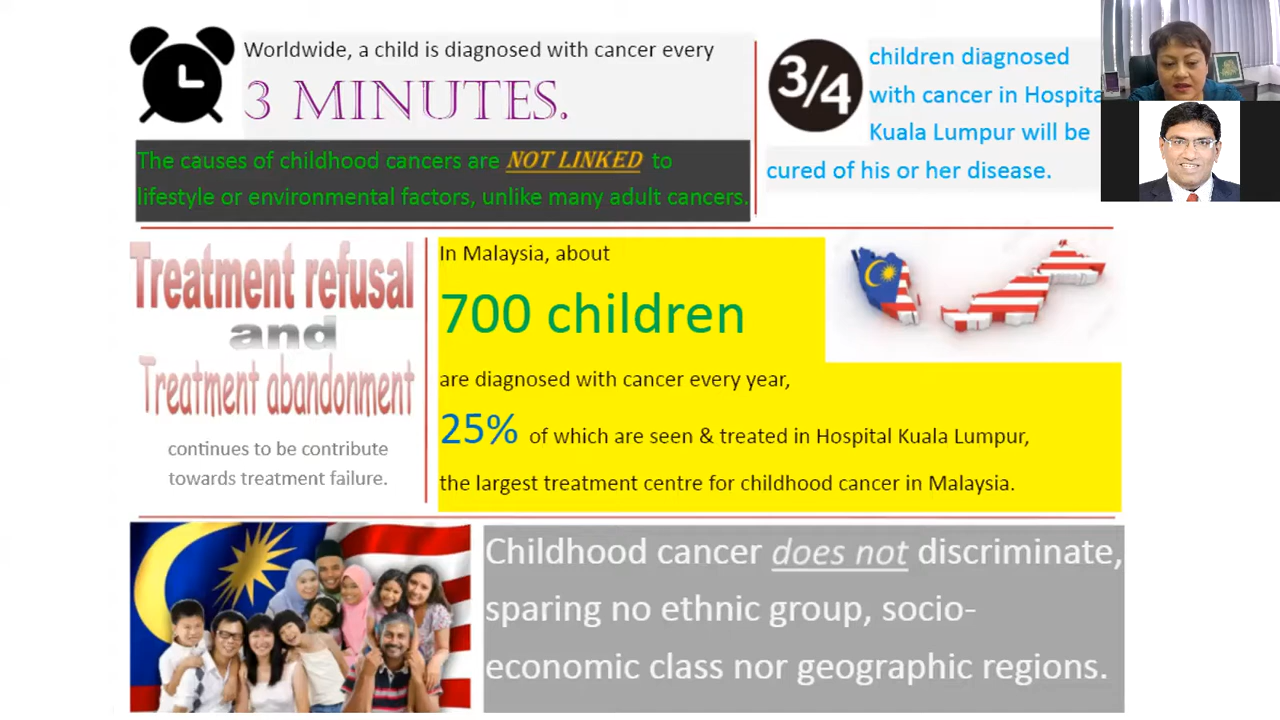 Worldwide, a child is diagnosed with cancer every
3 MINUTES.
The causes of childhood cancers are NOT LINKED to
lifestyle or environmental factors, unlike many adult cancers.
3/4
children diagnosed
with cancer in Hospita
Kuala Lumpur will be
cured of his or her disease.
Treatment refusal
and
Treatment abandonment
continues to be contribute
towards treatment failure.
In Malaysia, about
700 children
are diagnosed with cancer every year,
25% of which are seen & treated in Hospital Kuala Lumpur,
the largest treatment centre for childhood cancer in Malaysia.
Childhood cancer does not discriminate,
sparing no ethnic group, socio-
economic class nor geographic regions.